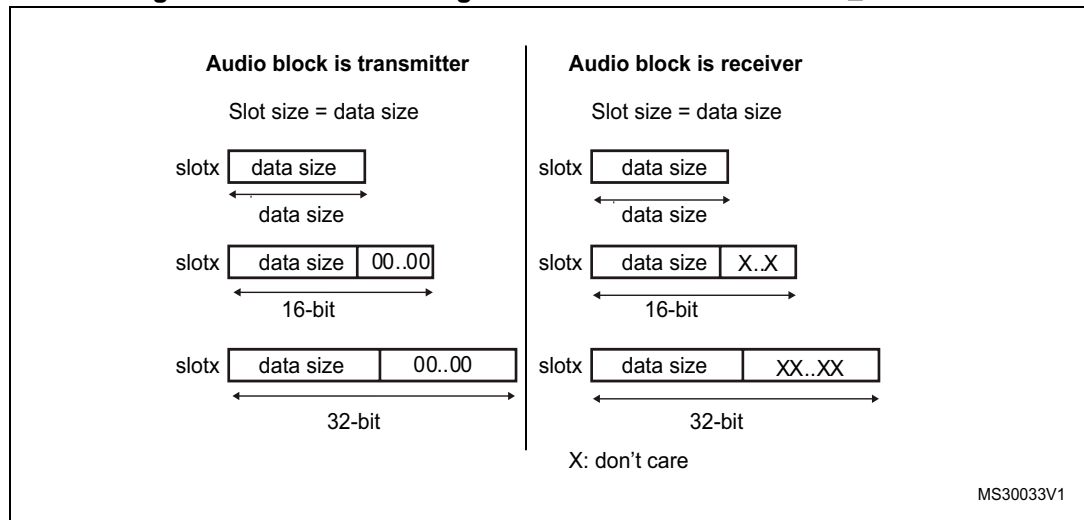 Audio block is transmitter
Slot size = data size
slotx data size
data size
slotx data size 00..00
16-bit
slotx data size 00..00
32-bit
Audio block is receiver
Slot size = data size
slotx data size
data size
slotx data size X..X
16-bit
slotx data size XX..XX
32-bit
X: don't care
MS30033V1